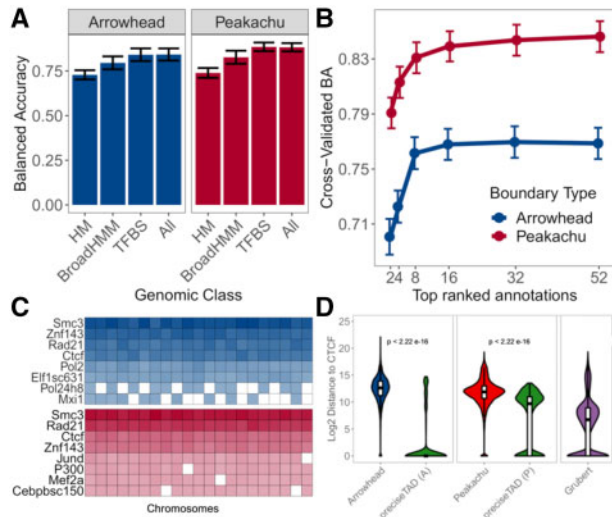 A
Arrowhead
Peakachu
Balanced Accuracy
0.75
0.50
0.25
0.00
HM
BroadHMM
TFBS
All
HM
BroadHMM
TFBS
All
Genomic Class
B
Cross-Validated BA
0.83
0.79
0.75
0.71
Boundary Type
Arrowhead
Peakachu
2 4 8 16 32 52
Top ranked annotations
C
Smc3
Znf143
Rad21
Ctcf
Pol2
Elf1sc631
Pol24h8
Mxi1
Smc3
Rad21
Ctcf
Znf143
Jund
P300
Mef2a
Cebpbsc150
Chromosomes
D
Log2 Distance to CTCF
25
20
15
10
5
0
p < 2.22 e-16
p < 2.22 e-16
Arrowhead
preciseTAD (A)
Peakachu
preciseTAD (P)
Grubert